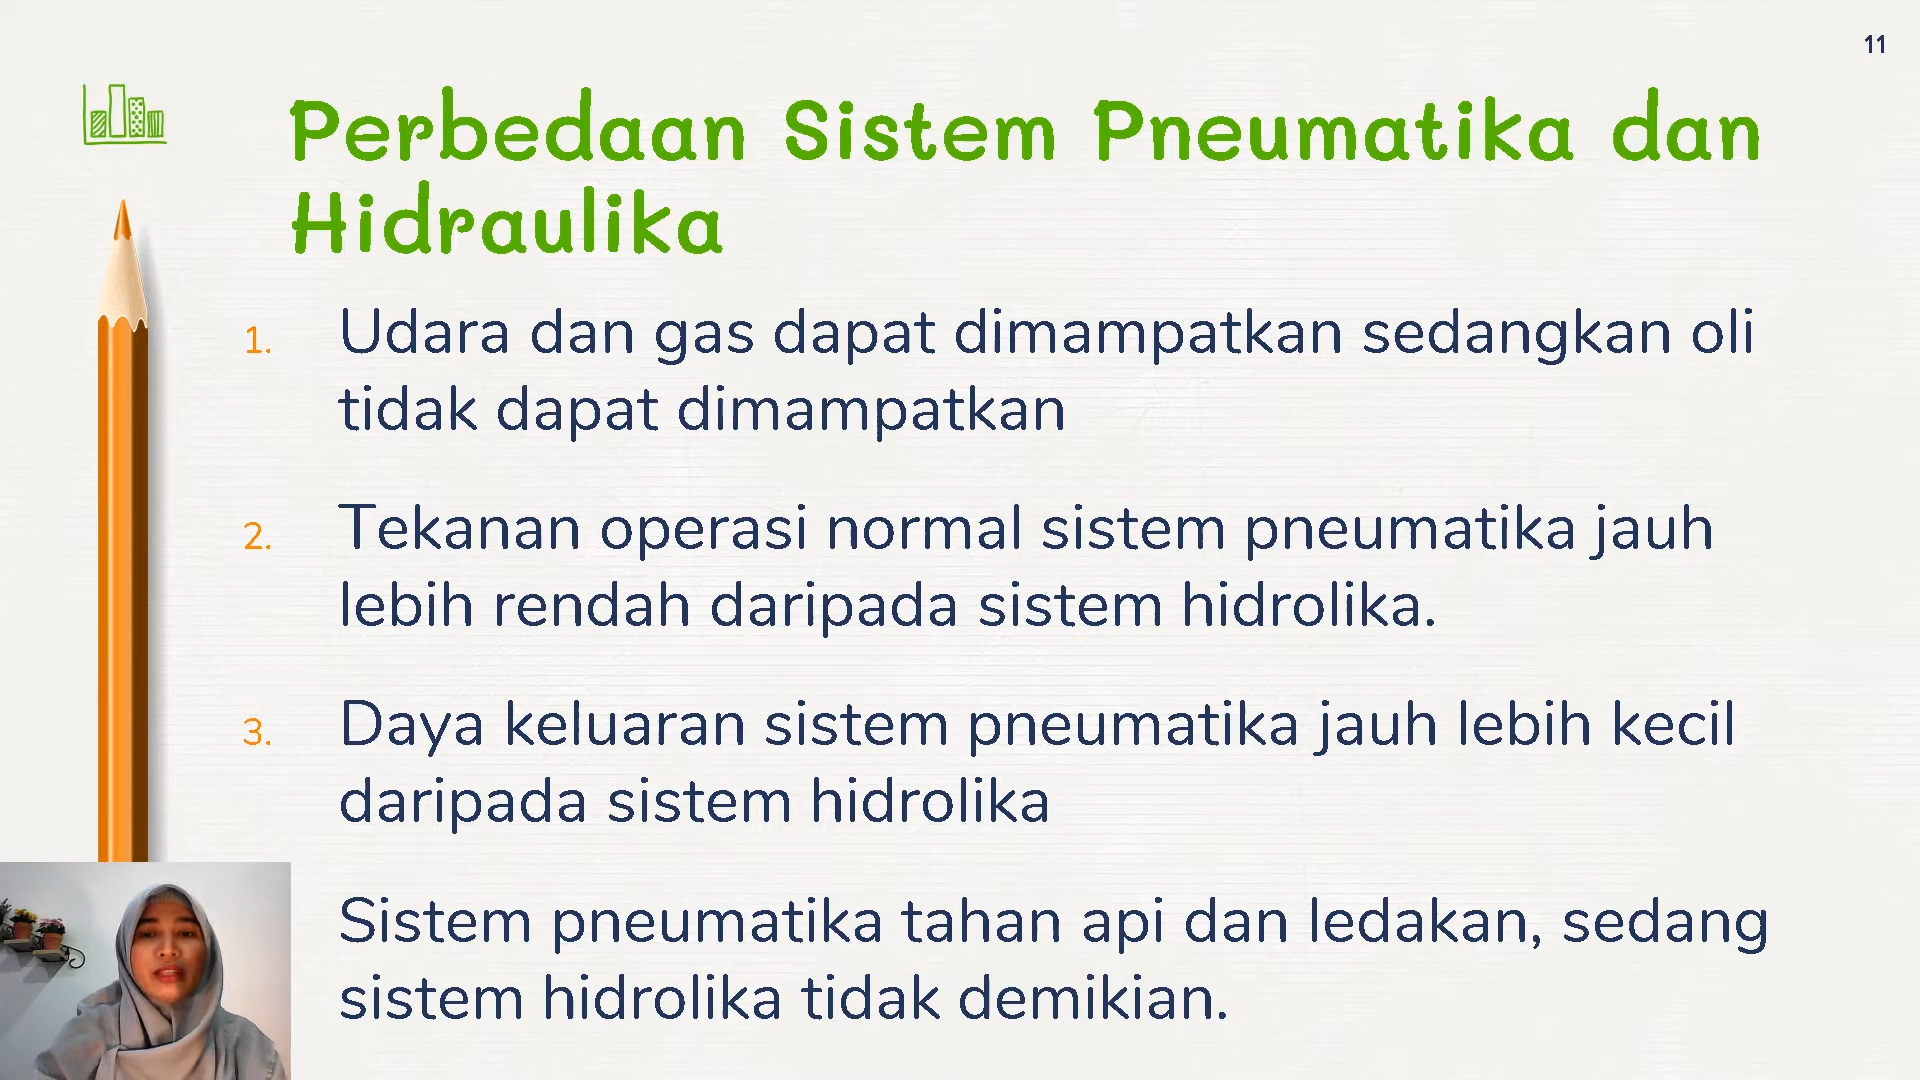 11
Perbedaan Sistem Pneumatika dan
Hidraulika
1. Udara dan gas dapat dimampatkan sedangkan oli
tidak dapat dimampatkan
2. Tekanan operasi normal sistem pneumatika jauh
lebih rendah daripada sistem hidrolika.
3. Daya keluaran sistem pneumatika jauh lebih kecil
daripada sistem hidrolika
Sistem pneumatika tahan api dan ledakan, sedang
sistem hidrolika tidak demikian.